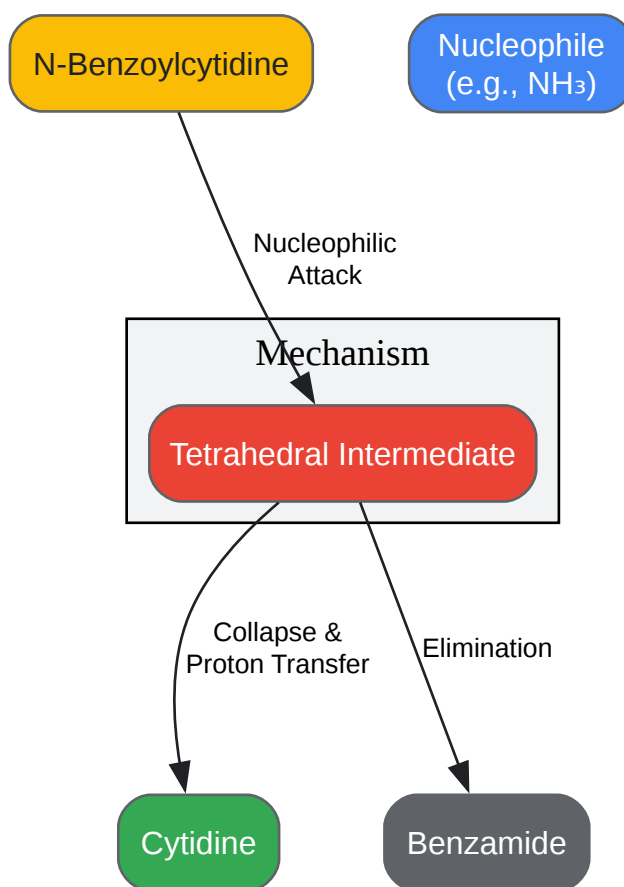 N-Benzoylcytidine
Nucleophile
(e.g., NH₃)
Nucleophilic
Attack
Mechanism
Tetrahedral Intermediate
Collapse &
Proton Transfer
Elimination
Cytidine
Benzamide